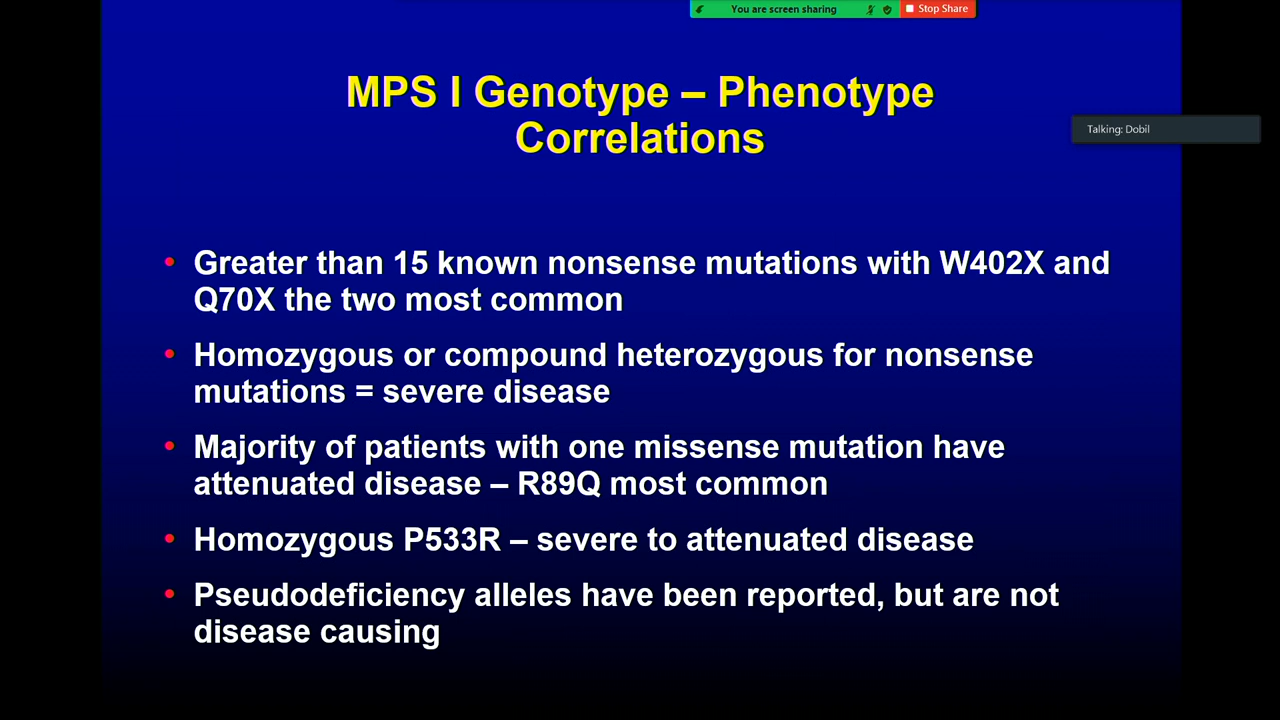 You are screen sharing
Stop Share
MPS I Genotype – Phenotype
Correlations
Talking: Dobil
• Greater than 15 known nonsense mutations with W402X and
Q70X the two most common
• Homozygous or compound heterozygous for nonsense
mutations = severe disease
• Majority of patients with one missense mutation have
attenuated disease – R89Q most common
• Homozygous P533R – severe to attenuated disease
• Pseudodeficiency alleles have been reported, but are not
disease causing